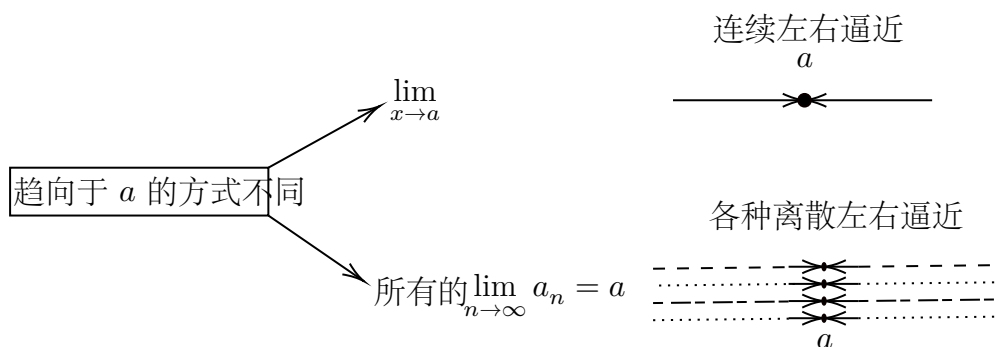 连续左右逼近
a
lim
x→a
趋向于 a 的方式不同
各种离散左右逼近
所有的 lim a_n = a
n→∞
a